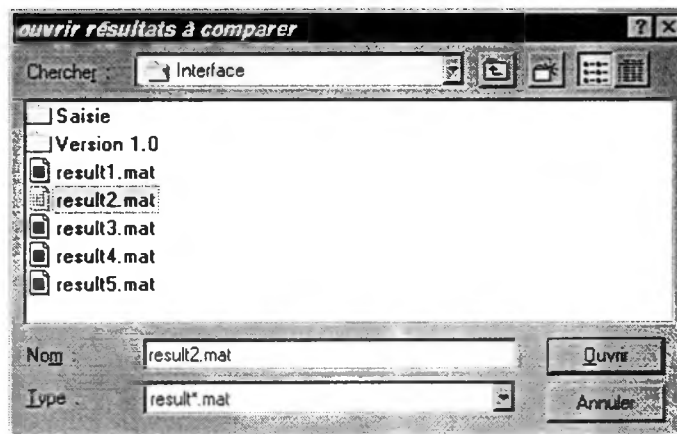 ouvrir résultats à comparer
Chercher : Interface
Saisie
Version 1.0
result1.mat
result2.mat
result3.mat
result4.mat
result5.mat
Nom : result2.mat Ouvrir
Type : result*.mat Annuler